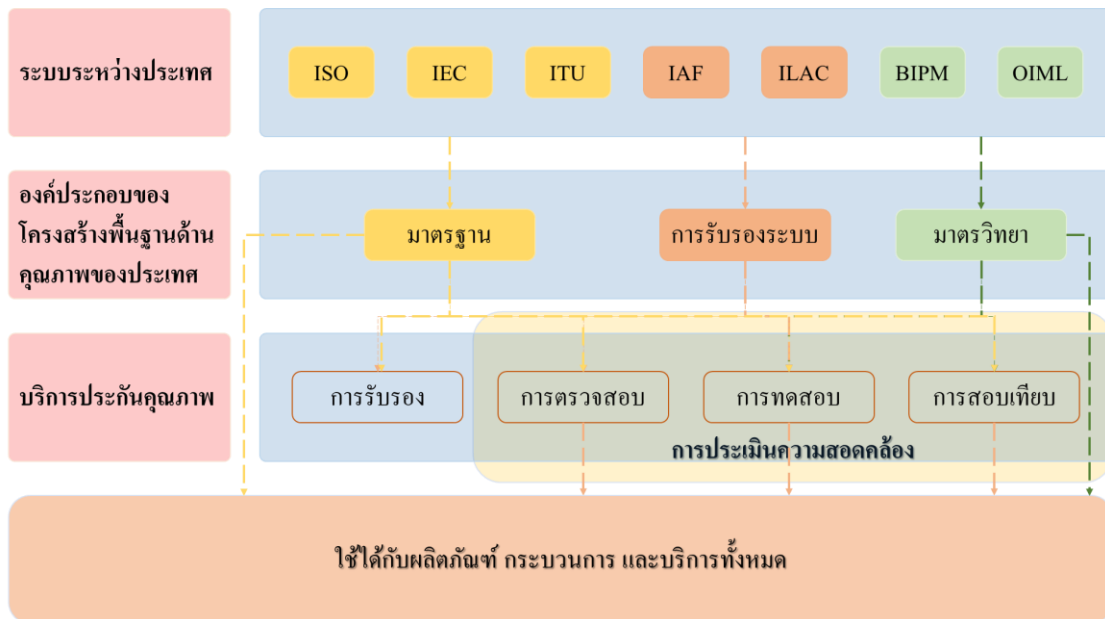 ระบบระหว่างประเทศ
ISO
IEC
ITU
IAF
ILAC
BIPM
OIML
องค์ประกอบของ
โครงสร้างพื้นฐานด้าน
คุณภาพของประเทศ
มาตรฐาน
การรับรองระบบ
มาตรวิทยา
บริการประกันคุณภาพ
การรับรอง
การตรวจสอบ
การทดสอบ
การสอบเทียบ
การประเมินความสอดคล้อง
ใช้ได้กับผลิตภัณฑ์ กระบวนการ และบริการทั้งหมด